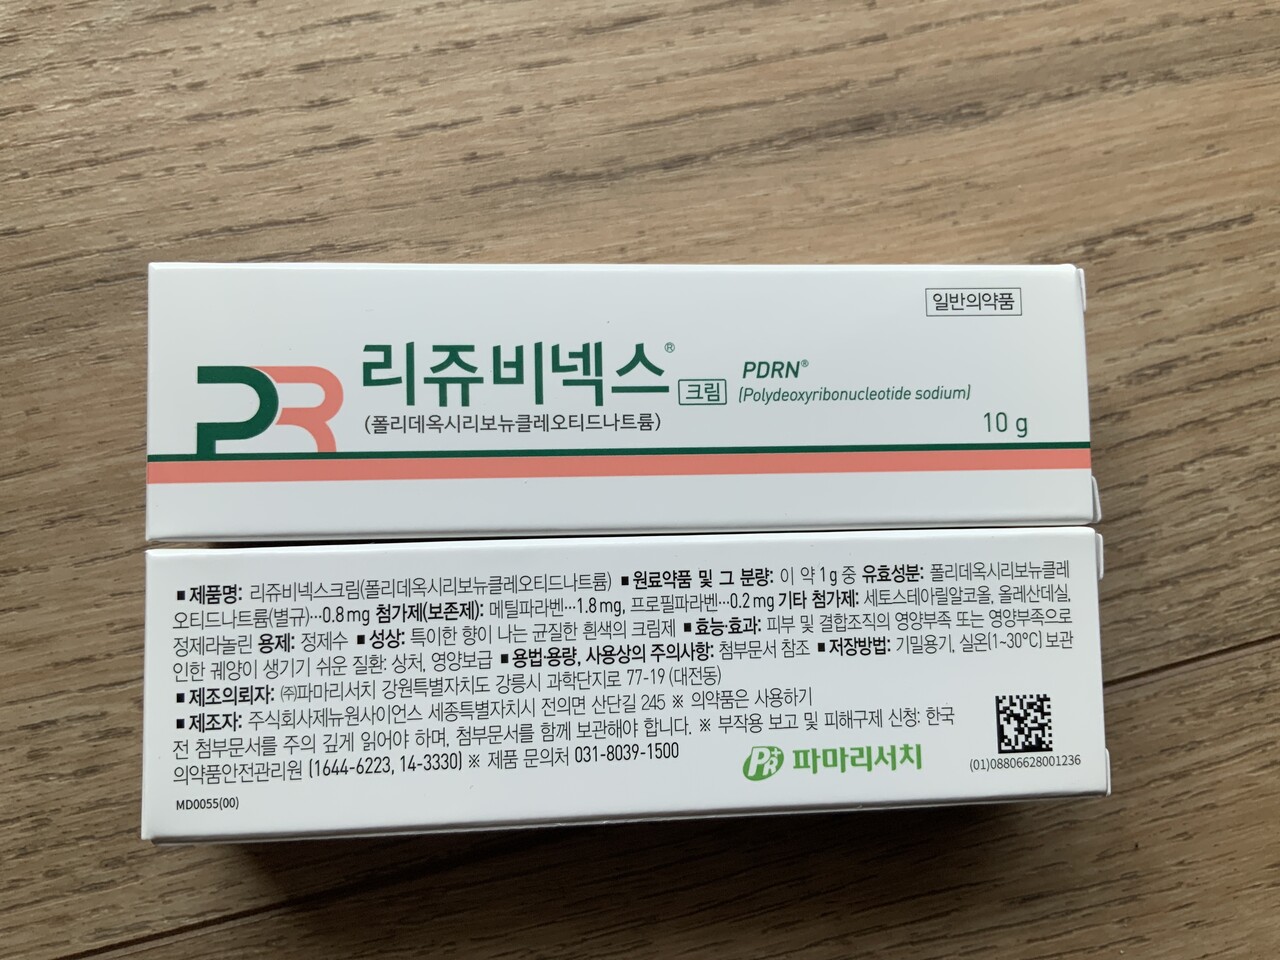 일반의약품
PR
리쥬비넥스® 크림
(폴리데옥시리보뉴클레오티드나트륨)
PDRN®
(Polydeoxyribonucleotide sodium)
10 g
■ 제품명: 리쥬비넥스크림(폴리데옥시리보뉴클레오티드나트륨) ■ 원료약품 및 그 분량: 이 약 1 g 중 유효성분: 폴리데옥시리보뉴클레
오티드나트륨(별규)…0.8 mg 첨가제(보존제): 메틸파라벤…1.8 mg, 프로필파라벤…0.2 mg 기타 첨가제: 세토스테아릴알코올, 올레산데실,
정제라놀린 용제: 정제수 ■ 성상: 특이한 향이 나는 균질한 흰색의 크림제 ■ 효능·효과: 피부 및 결합조직의 영양부족 또는 영양부족으로
인한 궤양이 생기기 쉬운 질환: 상처, 영양보급 ■ 용법·용량, 사용상의 주의사항: 첨부문서 참조 ■ 저장방법: 기밀용기, 실온(1~30°C) 보관
■ 제조의뢰자: ㈜파마리서치 강원특별자치도 강릉시 과학단지로 77-19 (대전동)
■ 제조자: 주식회사제뉴원사이언스 세종특별자치시 전의면 산단길 245 ※ 의약품은 사용하기
전 첨부문서를 주의 깊게 읽어야 하며, 첨부문서를 함께 보관해야 합니다. ※ 부작용 보고 및 피해구제 신청: 한국
의약품안전관리원 (1644-6223, 14-3330) ※ 제품 문의처 031-8039-1500
파마리서치
(01)08806628001236
MD0055(00)